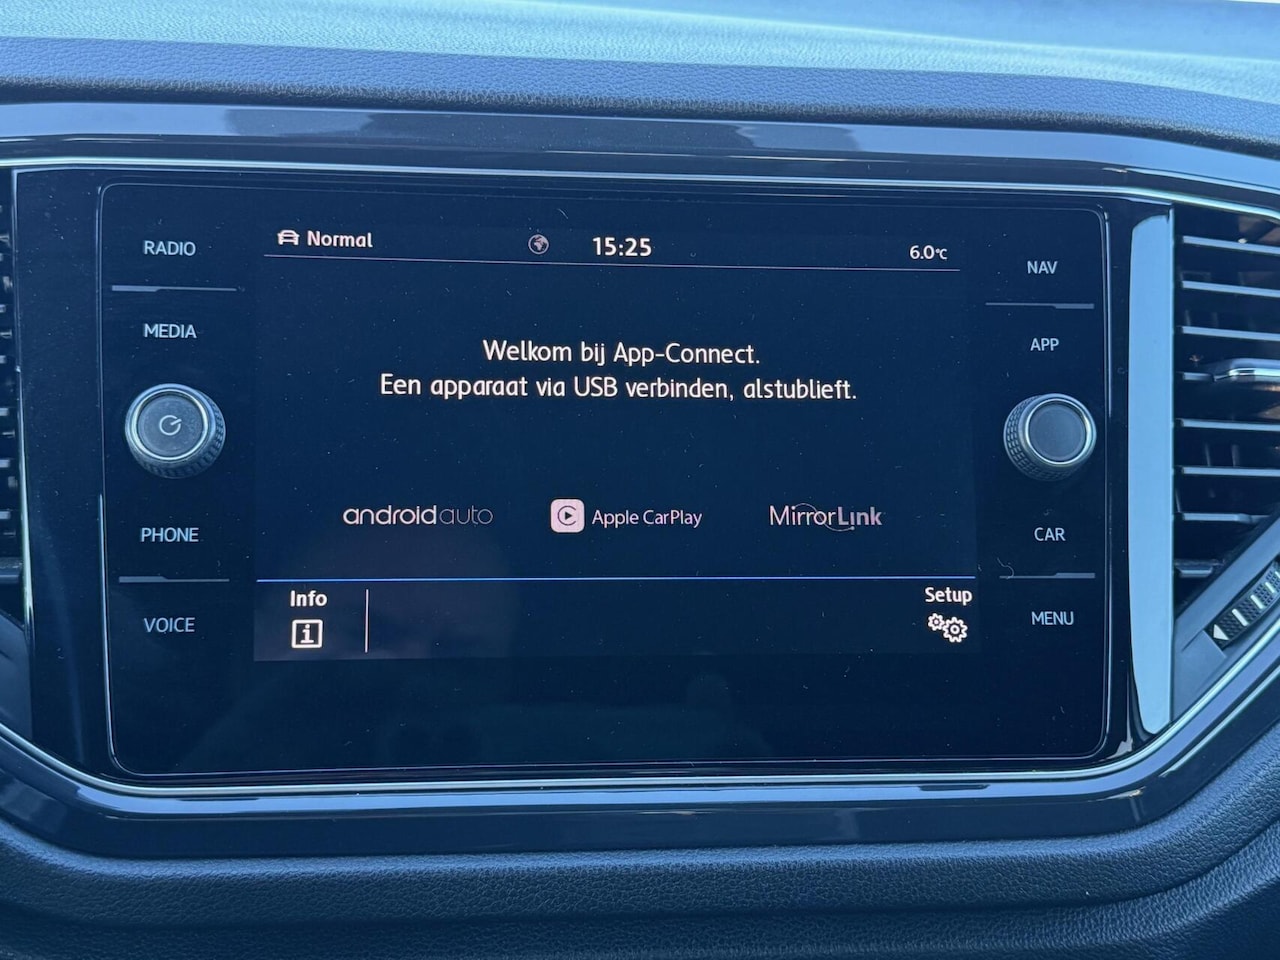 RADIO
MEDIA
PHONE
VOICE
Normal
15:25
6.0°C
Welkom bij App-Connect.
Een apparaat via USB verbinden, alstublieft.
androidauto
Apple CarPlay
MirrorLink
Info
Setup
NAV
APP
CAR
MENU